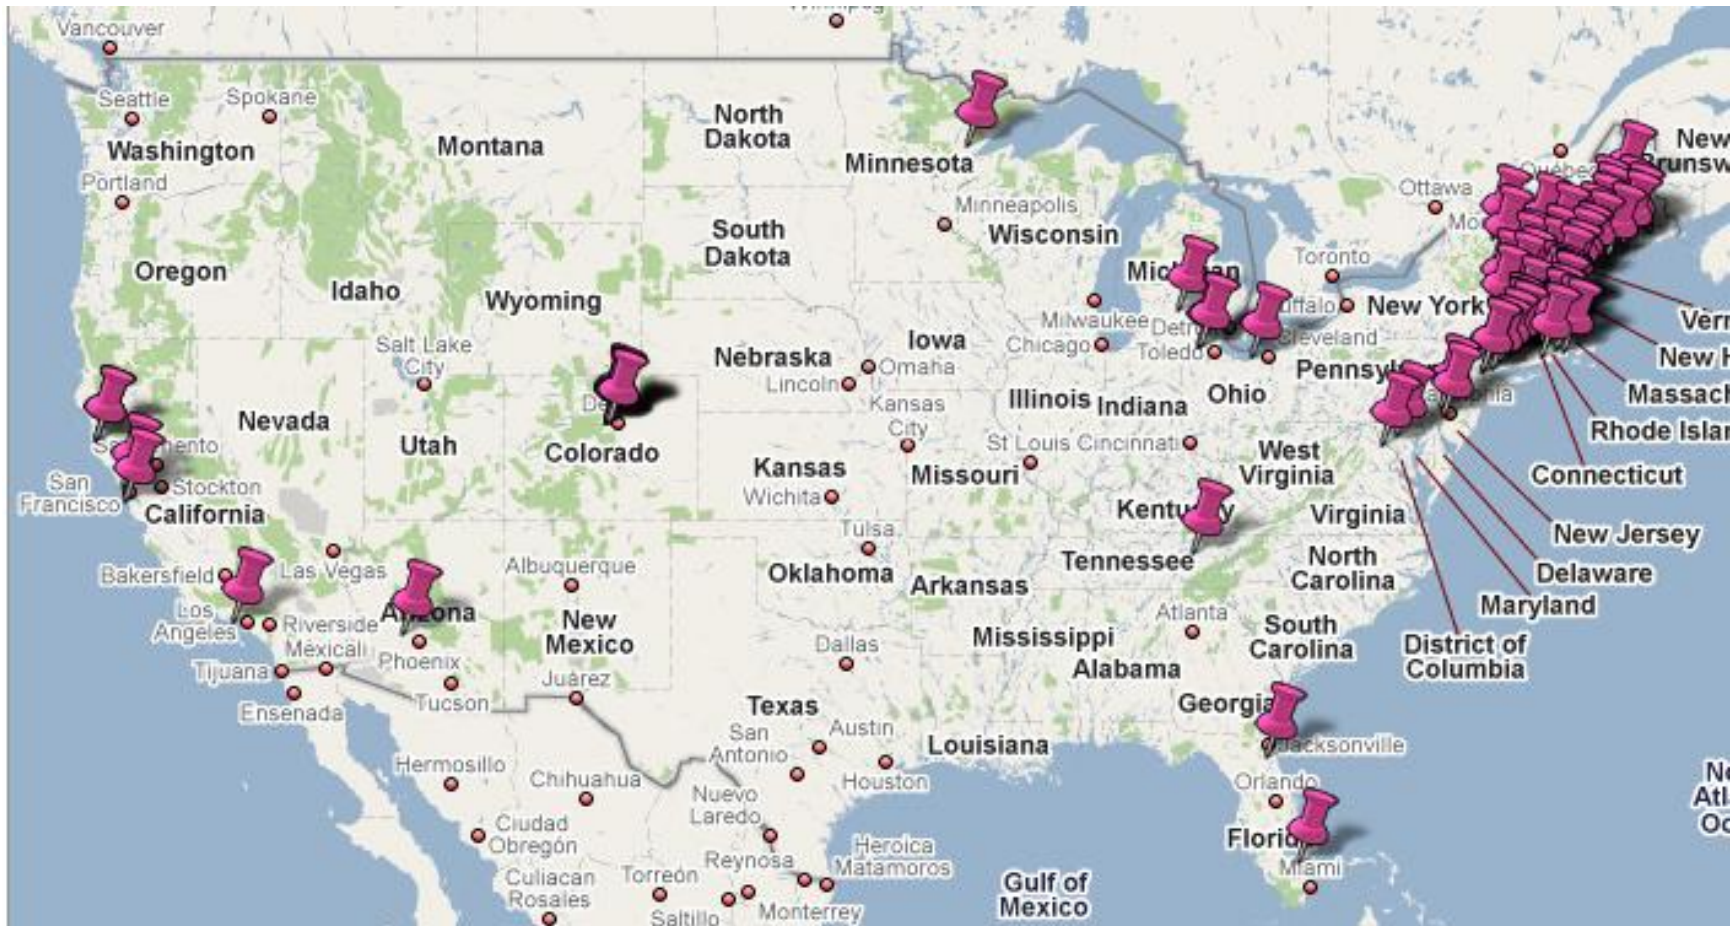 Vancouver
Seattle
Spokane
Washington
Portland
Montana
North
Dakota
Minnesota
Ottawa
New
Minneapolis
South
Dakota
Wisconsin
Oregon
Idaho
Wyoming
Toronto
New York
Milwaukee
Chicago
Toledo
Cleveland
Salt Lake
City
Nebraska
Iowa
Omaha
Lincoln
Kansas
City
Illinois
Indiana
Ohio
Nevada
Utah
Colorado
Kansas
Wichita
Missouri
St Louis
Cincinnati
West
Virginia
Rhode Islan
Connecticut
San
Francisco
Stockton
California
Kentucky
Virginia
New Jersey
Tulsa
Tennessee
North
Carolina
Delaware
Maryland
District of
Columbia
Bakersfield
Las Vegas
Albuquerque
Oklahoma
Arkansas
Los
Angeles
Riverside
Mexicali
Arizona
Phoenix
New
Mexico
Dallas
Mississippi
Alabama
Atlanta
South
Carolina
Tijuana
Ensenada
Tucson
Juárez
Texas
Austin
San
Antonio
Houston
Louisiana
Georgia
Jacksonville
Orlando
Hermosillo
Chihuahua
Nuevo
Laredo
Ciudad
Obregón
Culiacan
Rosales
Torreón
Saltillo
Reynosa
Monterrey
Heroica
Matamoros
Gulf of
Mexico
Miami